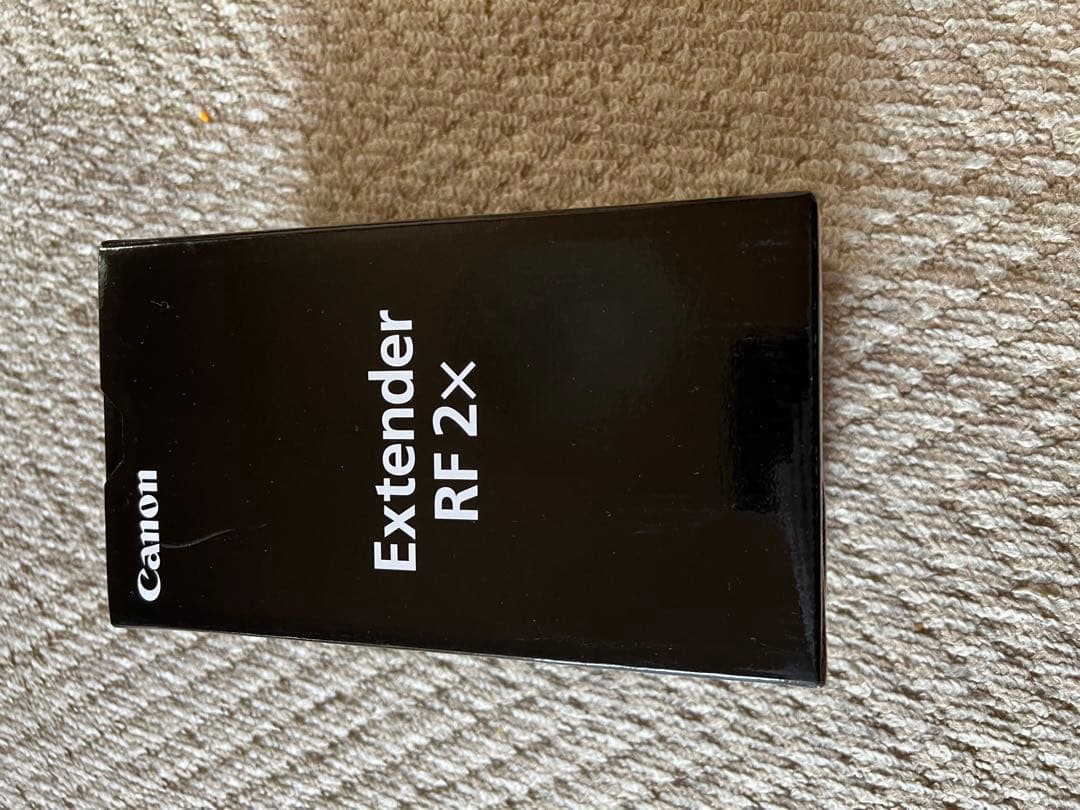 Canon
Extender
RF 2×